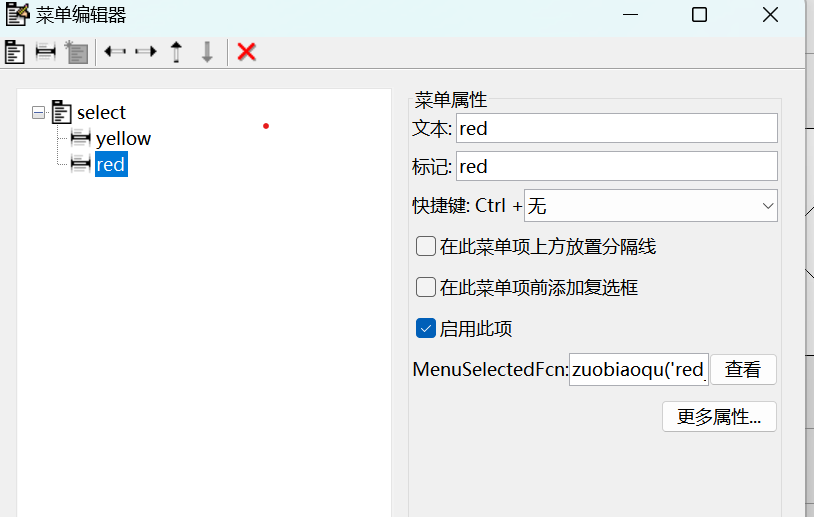 菜单编辑器
select
yellow
red
菜单属性
文本: red
标记: red
快捷键: Ctrl + 无
在此菜单项上方放置分隔线
在此菜单项前添加复选框
启用此项
MenuSelectedFcn: zuobiaoqu('red_ 查看
更多属性...